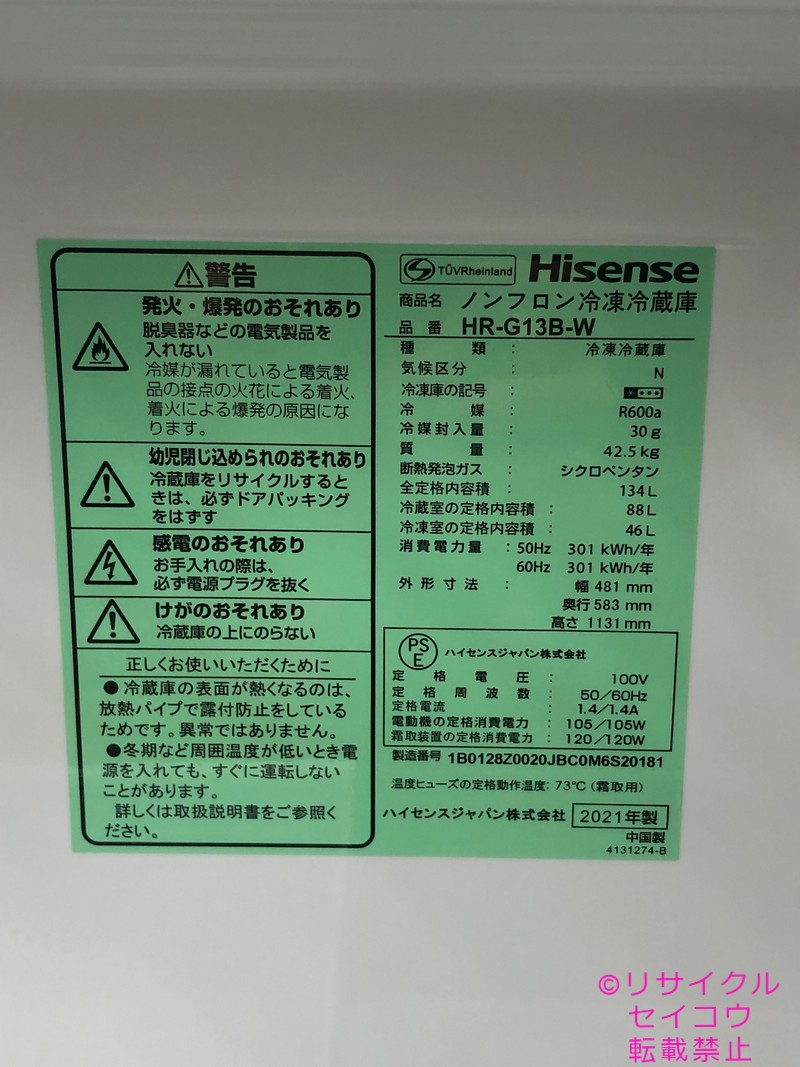 ⚠警告
発火・爆発のおそれあり
脱臭器などの電気製品を
入れない
冷媒が漏れていると電気製
品の接点の火花による着火、
着火による爆発の原因にな
ります。
幼児閉じ込められのおそれあり
冷蔵庫をリサイクルすると
きは、必ずドアパッキング
をはずす
感電のおそれあり
お手入れの際は、
必ず電源プラグを抜く
けがのおそれあり
冷蔵庫の上にのらない
正しくお使いいただくために
●冷蔵庫の表面が熱くなるのは、
放熱パイプで露付防止をしている
ためです。異常ではありません。
●冬期など周囲温度が低いとき電
源を入れても、すぐに運転しない
ことがあります。
詳しくは取扱説明書をご参照く
ださい。
TÜVRheinland Hisense
商品名 ノンフロン冷凍冷蔵庫
品番 HR-G13B-W
種類 : 冷凍冷蔵庫
気候区分 : N
冷凍庫の記号 :
冷媒 : R600a
冷媒封入量 : 30g
質量 : 42.5kg
断熱発泡ガス : シクロペンタン
全定格内容積 : 134L
冷蔵室の定格内容積 : 88L
冷凍室の定格内容積 : 46L
消費電力量 : 50Hz 301 kWh/年
60Hz 301 kWh/年
外形寸法 : 幅 481 mm
奥行 583 mm
高さ 1131 mm
PSE ハイセンスジャパン株式会社
定格電圧 : 100V
定格周波数 : 50/60Hz
定格電流 : 1.4/1.4A
電動機の定格消費電力 : 105/105W
霜取装置の定格消費電力 : 120/120W
製造番号 1B0128Z0020JBC0M6S20181
温度ヒューズの定格動作温度: 73℃(霜取用)
ハイセンスジャパン株式会社 2021年製
中国製
4131274-B
©リサイクル
セイコウ
転載禁止